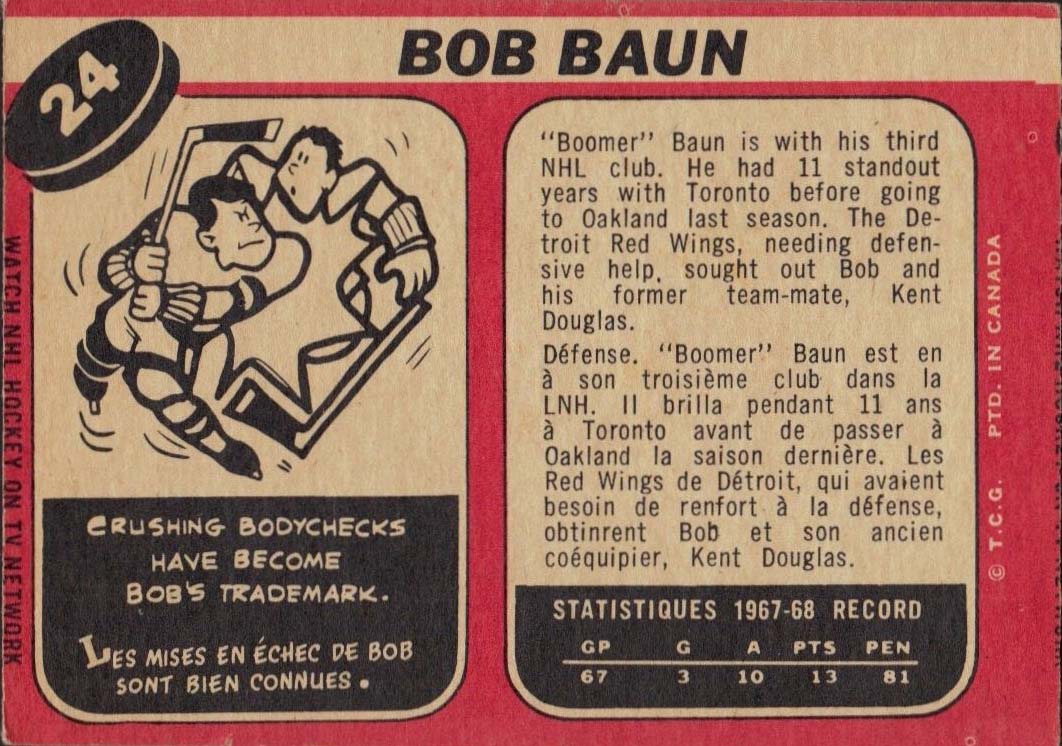 24
BOB BAUN
"Boomer" Baun is with his third
NHL club. He had 11 standout
years with Toronto before going
to Oakland last season. The De-
troit Red Wings, needing defen-
sive help, sought out Bob and
his former team-mate, Kent
Douglas.
Défense. "Boomer" Baun est en
à son troisième club dans la
LNH. Il brilla pendant 11 ans
à Toronto avant de passer à
Oakland la saison dernière. Les
Red Wings de Détroit, qui avaient
besoin de renfort à la défense,
obtinrent Bob et son ancien
coéquipier, Kent Douglas.
CRUSHING BODYCHECKS
HAVE BECOME
BOB'S TRADEMARK.
LES MISES EN ÉCHEC DE BOB
SONT BIEN CONNUES.
STATISTIQUES 1967-68 RECORD
GP G A PTS PEN
67 3 10 13 81
WATCH NHL HOCKEY ON TV NETWORK
© T.C.G. PTD. IN CANADA